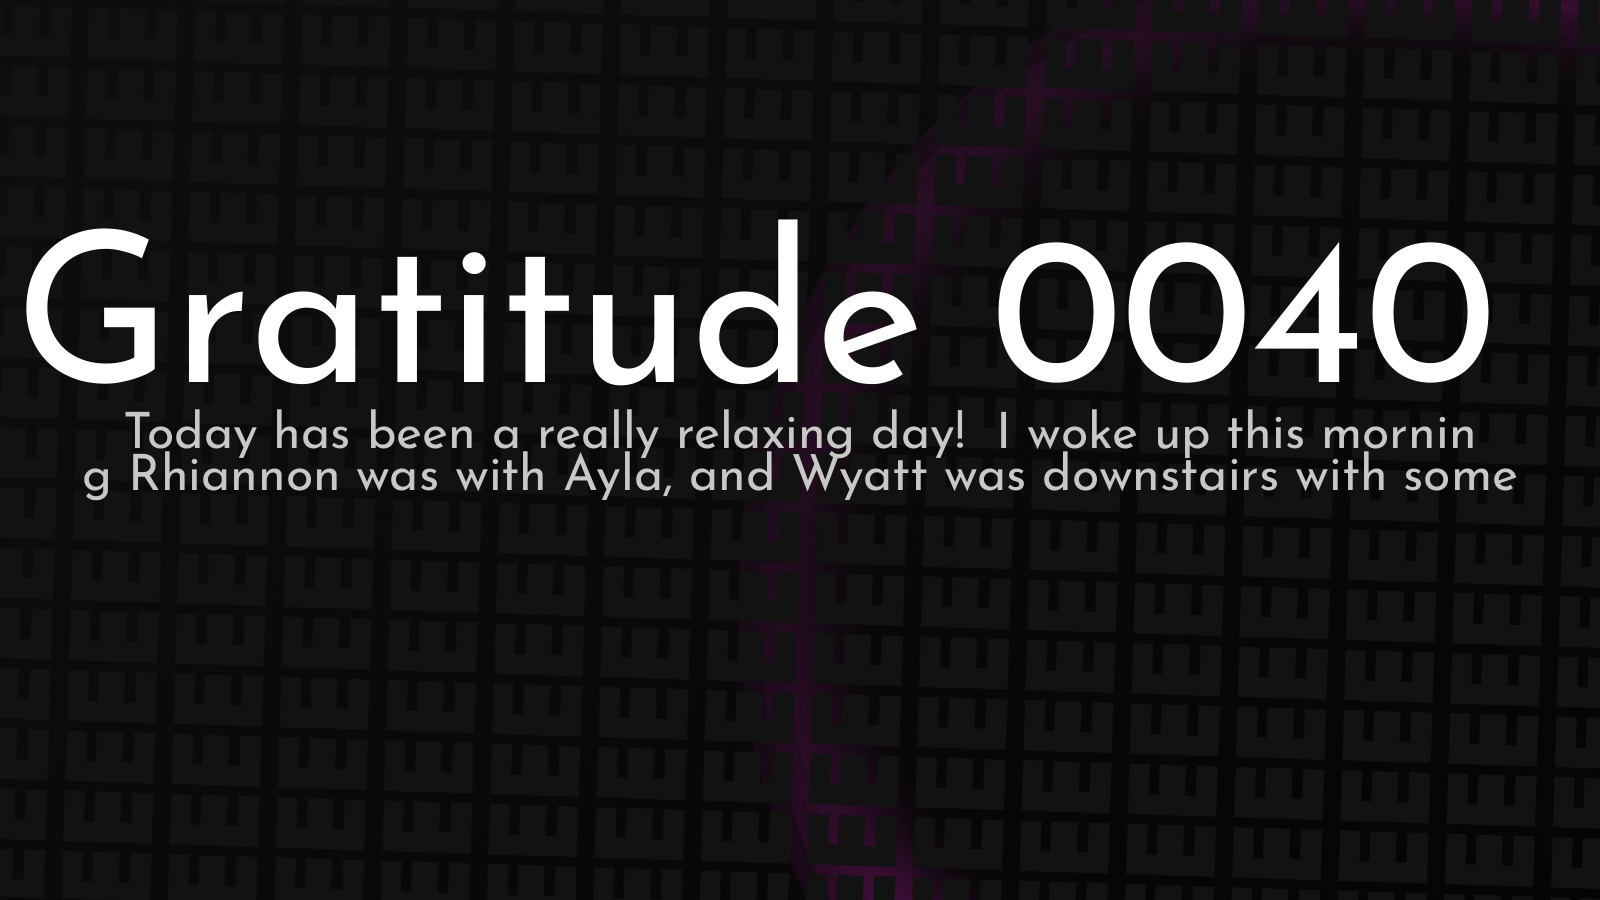 Gratitude 0040
Today has been a really relaxing day!  I woke up this mornin
g Rhiannon was with Ayla, and Wyatt was downstairs with some